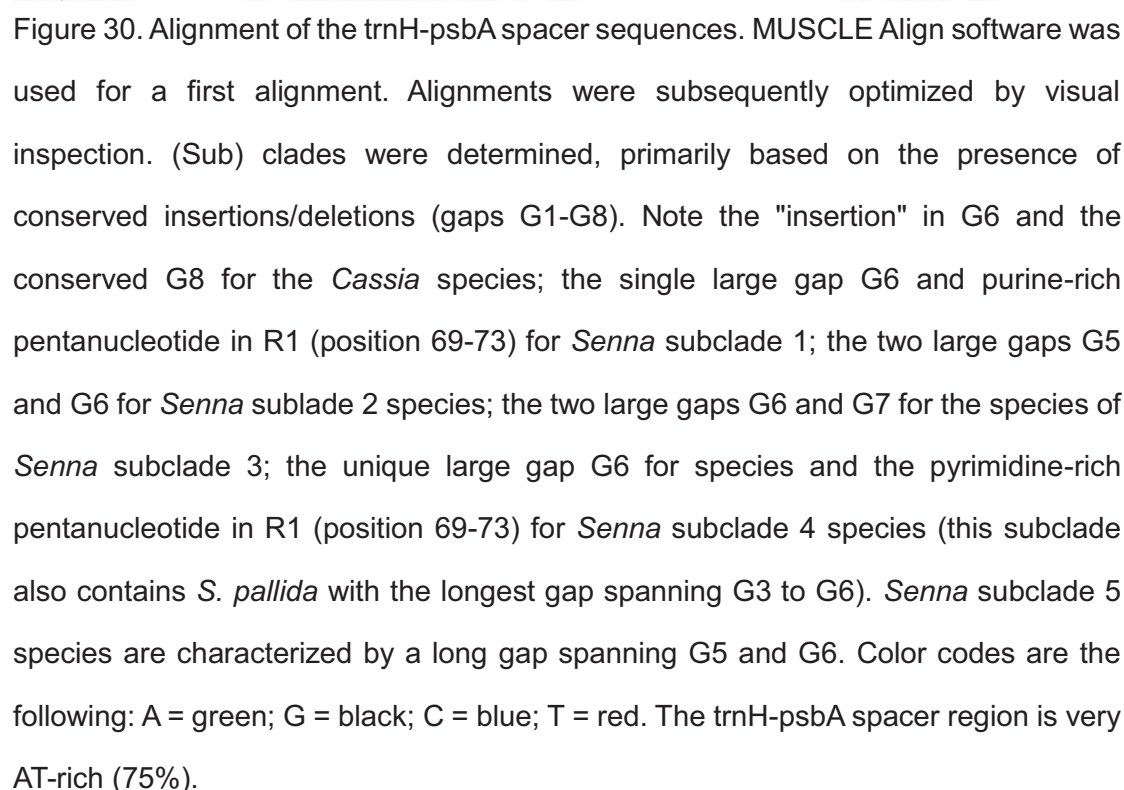 Figure 30. Alignment of the trnH-psbA spacer sequences. MUSCLE Align software was
used for a first alignment. Alignments were subsequently optimized by visual
inspection. (Sub) clades were determined, primarily based on the presence of
conserved insertions/deletions (gaps G1-G8). Note the "insertion" in G6 and the
conserved G8 for the Cassia species; the single large gap G6 and purine-rich
pentanucleotide in R1 (position 69-73) for Senna subclade 1; the two large gaps G5
and G6 for Senna sublade 2 species; the two large gaps G6 and G7 for the species of
Senna subclade 3; the unique large gap G6 for species and the pyrimidine-rich
pentanucleotide in R1 (position 69-73) for Senna subclade 4 species (this subclade
also contains S. pallida with the longest gap spanning G3 to G6). Senna subclade 5
species are characterized by a long gap spanning G5 and G6. Color codes are the
following: A = green; G = black; C = blue; T = red. The trnH-psbA spacer region is very
AT-rich (75%).